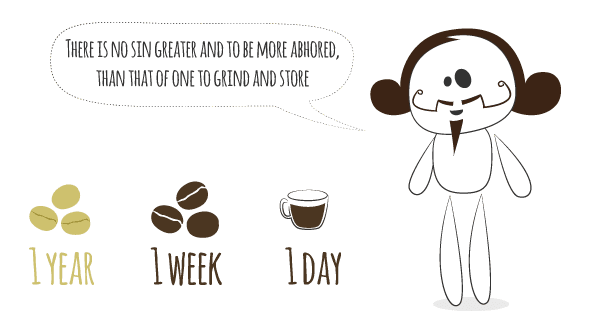 There is no sin greater and to be more abhored,
than that of one to grind and store
1 year
1 week
1 day